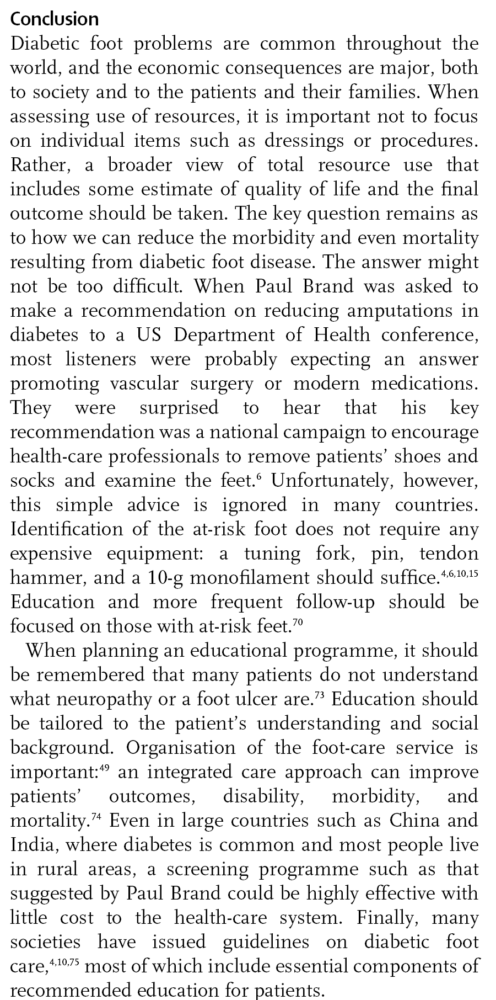 Conclusion
Diabetic foot problems are common throughout the
world, and the economic consequences are major, both
to society and to the patients and their families. When
assessing use of resources, it is important not to focus
on individual items such as dressings or procedures.
Rather, a broader view of total resource use that
includes some estimate of quality of life and the final
outcome should be taken. The key question remains as
to how we can reduce the morbidity and even mortality
resulting from diabetic foot disease. The answer might
not be too difficult. When Paul Brand was asked to
make a recommendation on reducing amputations in
diabetes to a US Department of Health conference,
most listeners were probably expecting an answer
promoting vascular surgery or modern medications.
They were surprised to hear that his key
recommendation was a national campaign to encourage
health-care professionals to remove patients’ shoes and
socks and examine the feet.⁶ Unfortunately, however,
this simple advice is ignored in many countries.
Identification of the at-risk foot does not require any
expensive equipment: a tuning fork, pin, tendon
hammer, and a 10-g monofilament should suffice.⁴,⁶,¹⁰,¹⁵
Education and more frequent follow-up should be
focused on those with at-risk feet.⁷⁰
When planning an educational programme, it should
be remembered that many patients do not understand
what neuropathy or a foot ulcer are.⁷³ Education should
be tailored to the patient’s understanding and social
background. Organisation of the foot-care service is
important:⁴⁹ an integrated care approach can improve
patients’ outcomes, disability, morbidity, and
mortality.⁷⁴ Even in large countries such as China and
India, where diabetes is common and most people live
in rural areas, a screening programme such as that
suggested by Paul Brand could be highly effective with
little cost to the health-care system. Finally, many
societies have issued guidelines on diabetic foot
care,⁴,¹⁰,⁷⁵ most of which include essential components of
recommended education for patients.